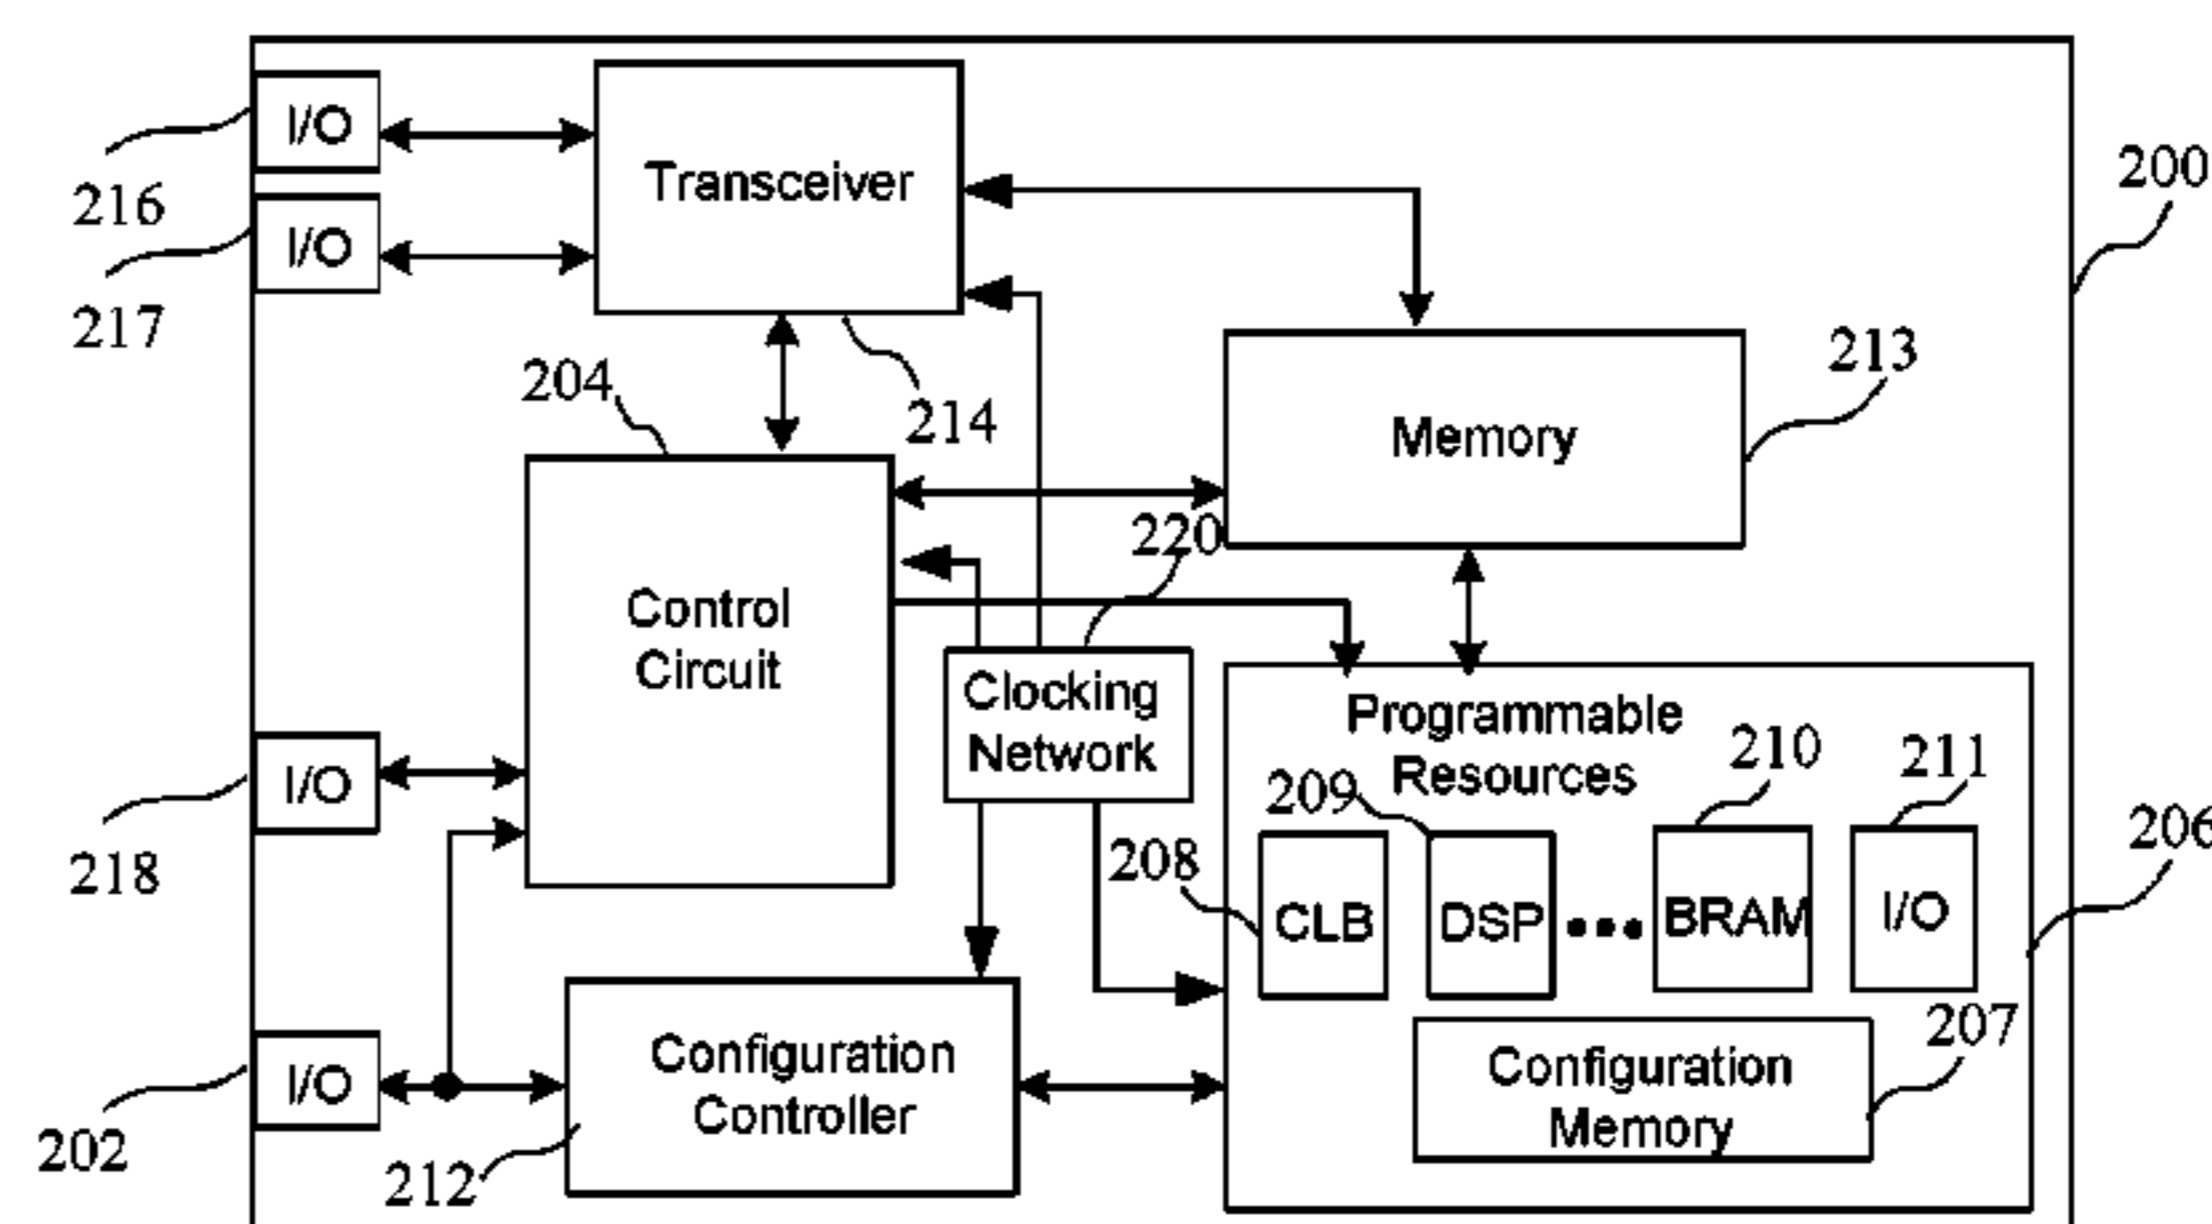 I/O
Transceiver
200
216
I/O
217
213
204
214
Memory
220
Control
Circuit
Clocking
Network
Programmable
Resources
210
211
209
I/O
218
208
206
CLB
DSP
BRAM
I/O
207
Configuration
Controller
Configuration
Memory
I/O
202
212